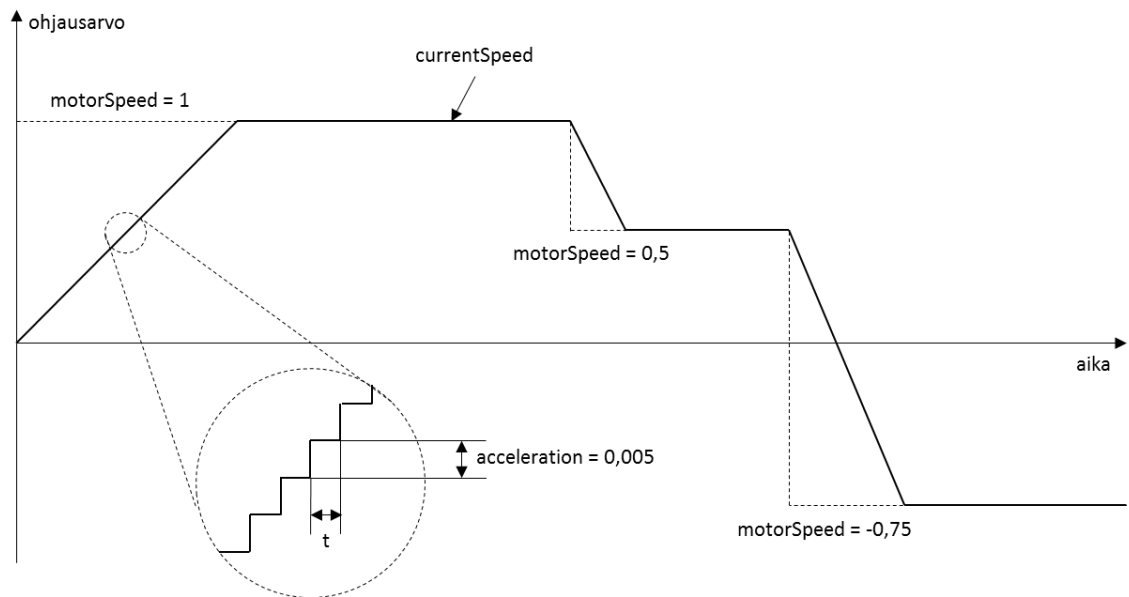 ohjausarvo
currentSpeed
motorSpeed = 1
motorSpeed = 0,5
aika
acceleration = 0,005
t
motorSpeed = -0,75